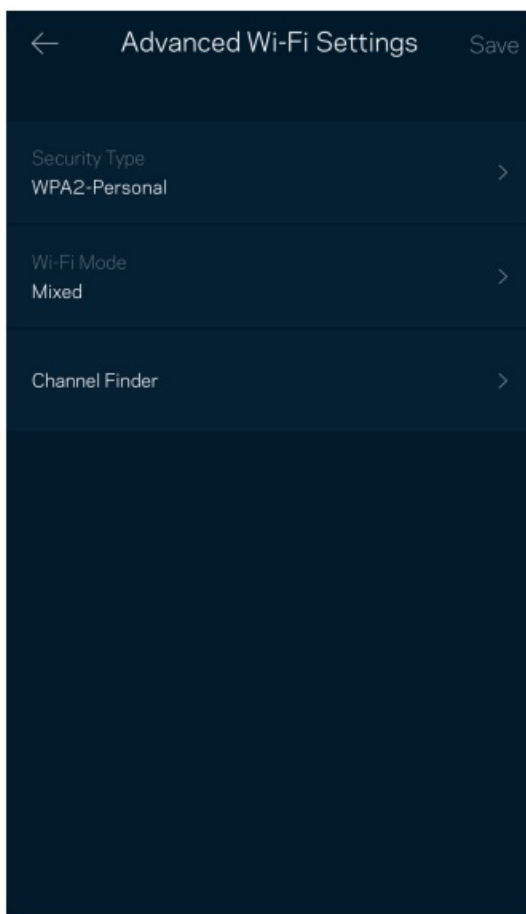 Advanced Wi-Fi Settings Save
Security Type
WPA2-Personal
Wi-Fi Mode
Mixed
Channel Finder